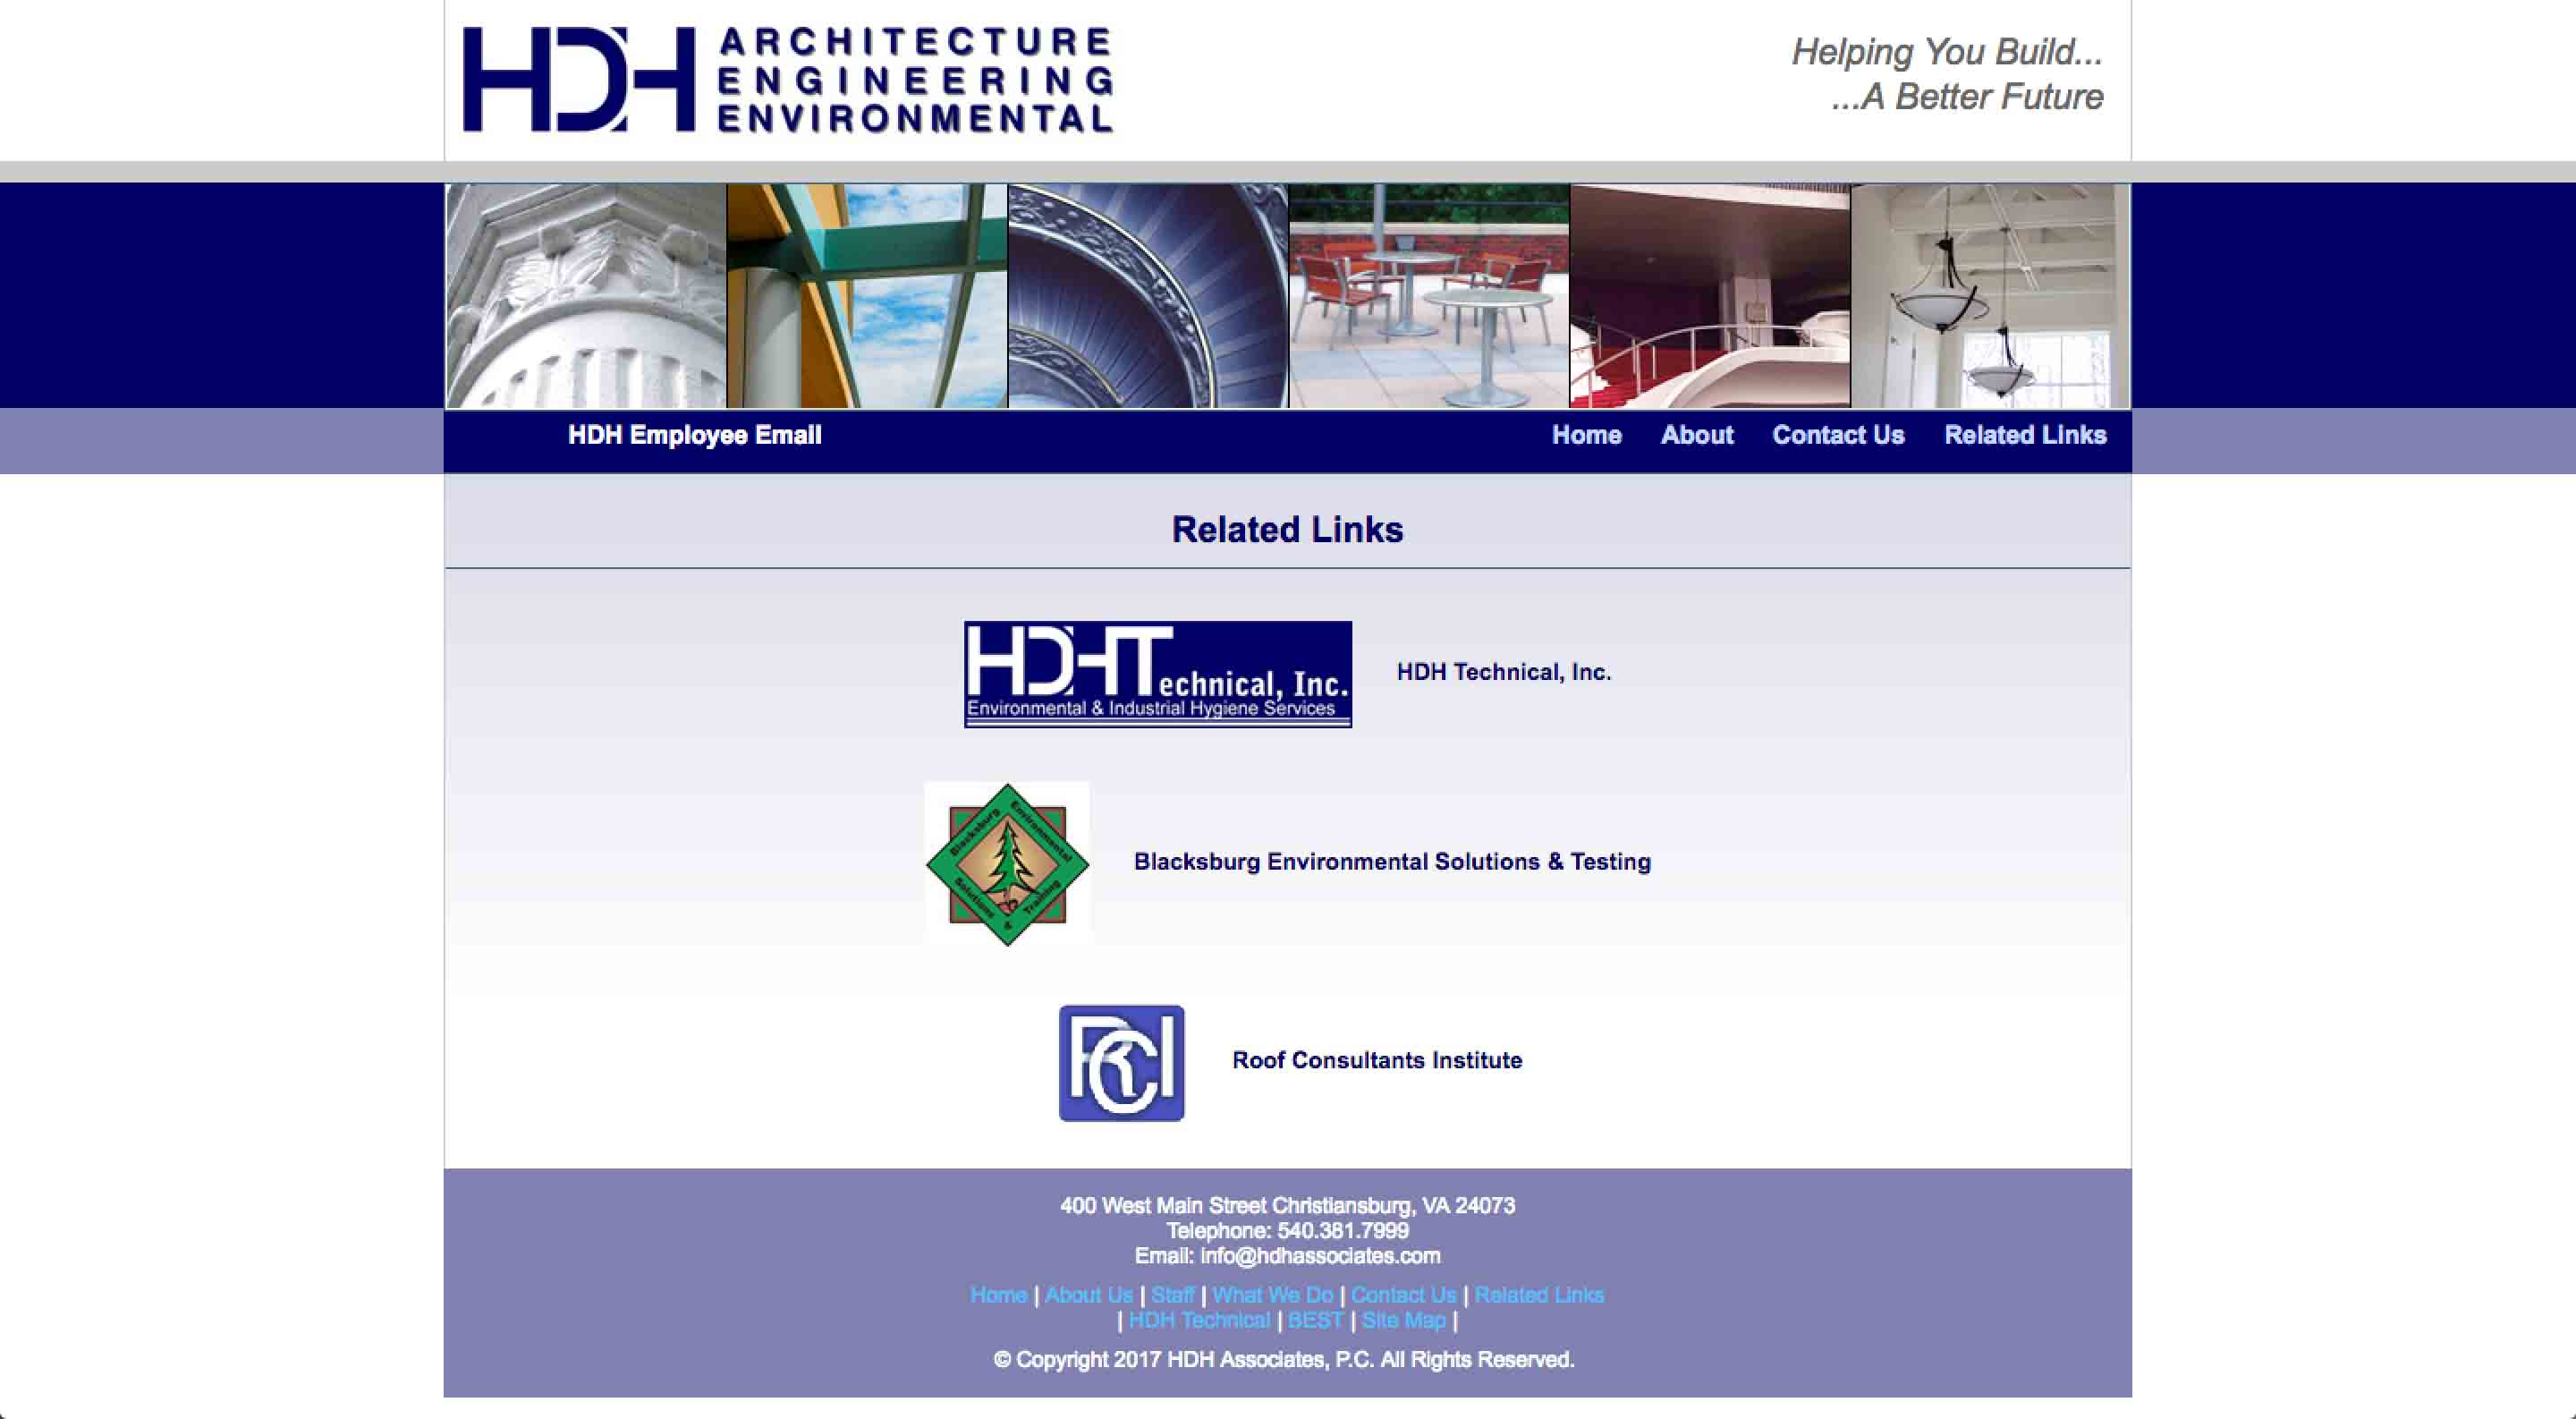 HDH ARCHITECTURE
ENGINEERING
ENVIRONMENTAL
Helping You Build...
...A Better Future
HDH Employee Email
Home About Contact Us Related Links
Related Links
HDHTechnical, Inc.
Environmental & Industrial Hygiene Services
HDH Technical, Inc.
Blacksburg Environmental
Solutions & Training
Blacksburg Environmental Solutions & Testing
RCI
Roof Consultants Institute
400 West Main Street Christiansburg, VA 24073
Telephone: 540.381.7999
Email: info@hdhassociates.com
Home | About Us | Staff | What We Do | Contact Us | Related Links
| HDH Technical | BEST | Site Map |
© Copyright 2017 HDH Associates, P.C. All Rights Reserved.